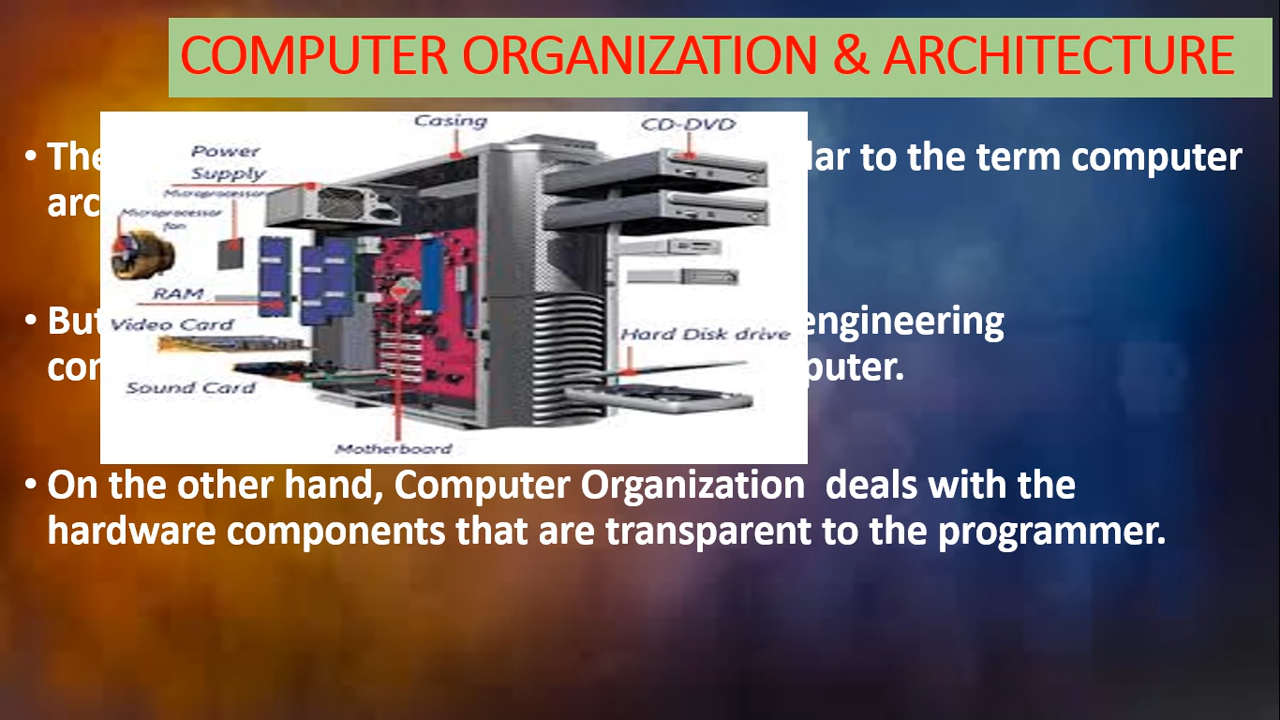 COMPUTER ORGANIZATION & ARCHITECTURE
• The
lar to the term computer
arc
Casing
CD-DVD
Power
Supply
Microprocessor
Microprocessor
fan
RAM
• But
engineering
Video Card
Hard Disk drive
con
puter.
Sound Card
Motherboard
• On the other hand, Computer Organization deals with the
hardware components that are transparent to the programmer.